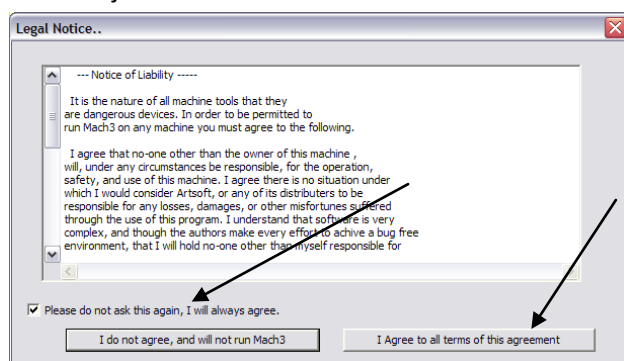 Legal Notice..
--- Notice of Liability -----
It is the nature of all machine tools that they
are dangerous devices. In order to be permitted to
run Mach3 on any machine you must agree to the following.
I agree that no-one other than the owner of this machine ,
will, under any circumstances be responsible, for the operation,
safety, and use of this machine. I agree there is no situation under
which I would consider Artsoft, or any of its distributers to be
responsible for any losses, damages, or other misfortunes suffered
through the use of this program. I understand that software is very
complex, and though the authors make every effort to achive a bug free
environment, that I will hold no-one other than myself responsible for
Please do not ask this again, I will always agree.
I do not agree, and will not run Mach3
I Agree to all terms of this agreement